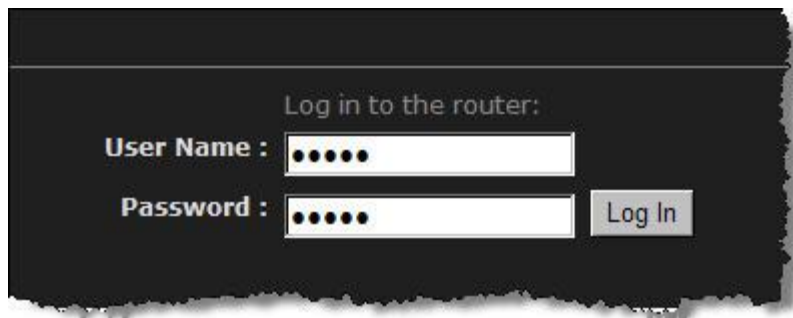 Log in to the router:
User Name : •••••
Password : ••••• Log In